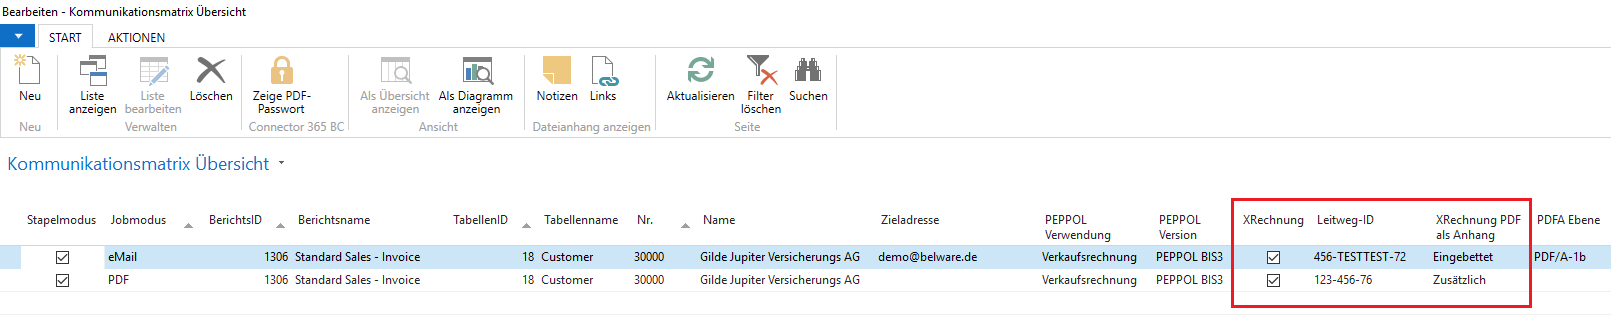 Bearbeiten - Kommunikationsmatrix Übersicht
START AKTIONEN
Neu
Liste anzeigen
Liste bearbeiten
Löschen
Zeige PDF-Passwort
Als Übersicht anzeigen
Als Diagramm anzeigen
Notizen
Links
Aktualisieren
Filter löschen
Suchen
Neu Verwalten Connector 365 BC Ansicht Dateianhang anzeigen Seite
Kommunikationsmatrix Übersicht
Stapelmodus Jobmodus BerichtsID Berichtsname TabellenID Tabellenname Nr. Name Zieladresse PEPPOL Verwendung PEPPOL Version XRechnung Leitweg-ID XRechnung PDF als Anhang PDFA Ebene
eMail 1306 Standard Sales - Invoice 18 Customer 30000 Gilde Jupiter Versicherungs AG demo@belware.de Verkaufsrechnung PEPPOL BIS3 456-TESTTEST-72 Eingebettet PDF/A-1b
PDF 1306 Standard Sales - Invoice 18 Customer 30000 Gilde Jupiter Versicherungs AG Verkaufsrechnung PEPPOL BIS3 123-456-76 Zusätzlich